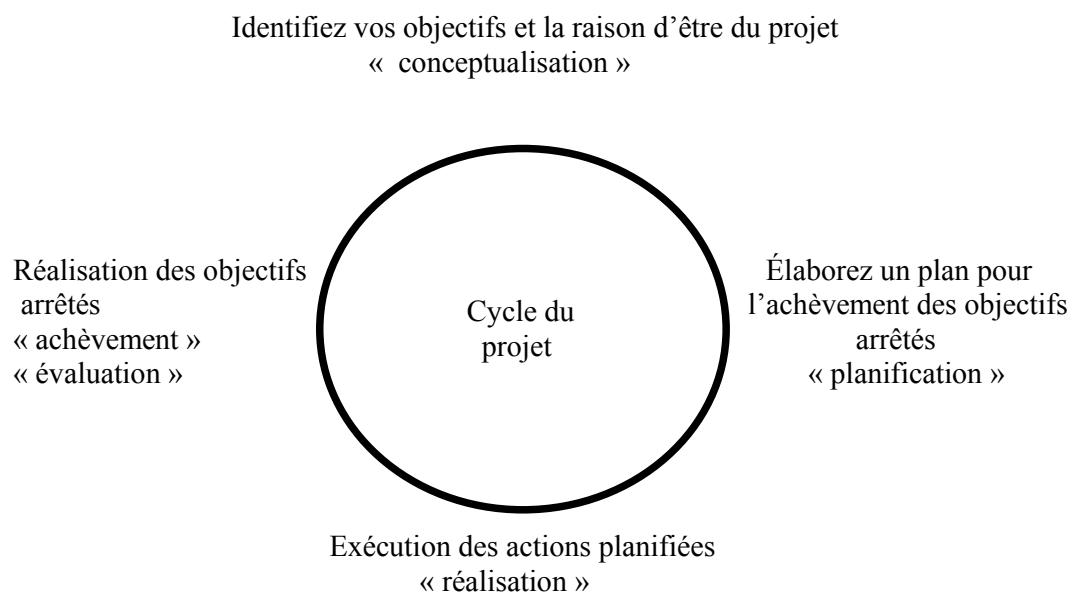 Identifiez vos objectifs et la raison d’être du projet
« conceptualisation »
Réalisation des objectifs
arrêtés
« achèvement »
« évaluation »
Cycle du
projet
Élaborez un plan pour
l’achèvement des objectifs
arrêtés
« planification »
Exécution des actions planifiées
« réalisation »